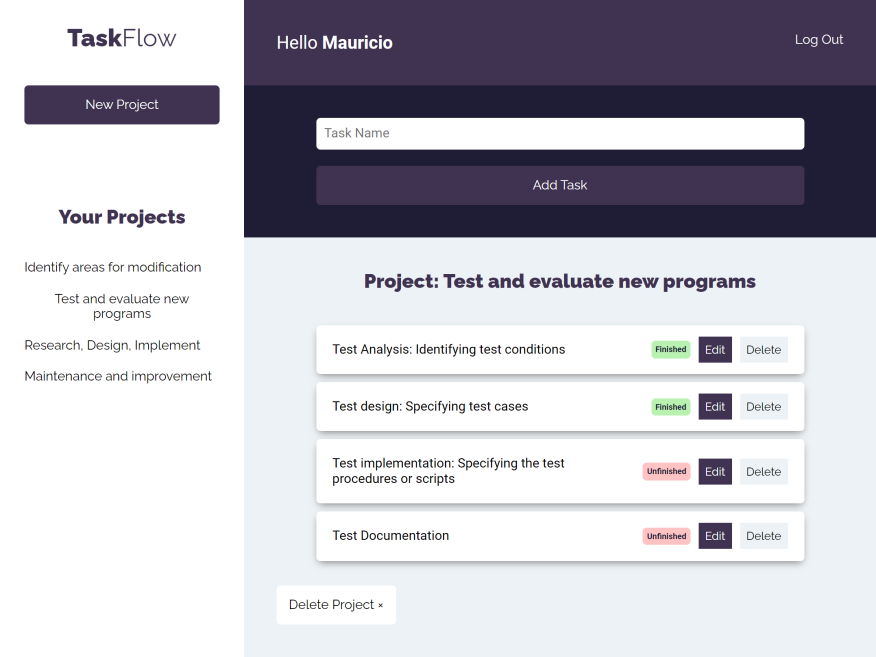 TaskFlow
New Project
Your Projects
Identify areas for modification
Test and evaluate new
programs
Research, Design, Implement
Maintenance and improvement
Hello Mauricio
Log Out
Task Name
Add Task
Project: Test and evaluate new programs
Test Analysis: Identifying test conditions
Finished
Edit
Delete
Test design: Specifying test cases
Finished
Edit
Delete
Test implementation: Specifying the test
procedures or scripts
Unfinished
Edit
Delete
Test Documentation
Unfinished
Edit
Delete
Delete Project ×